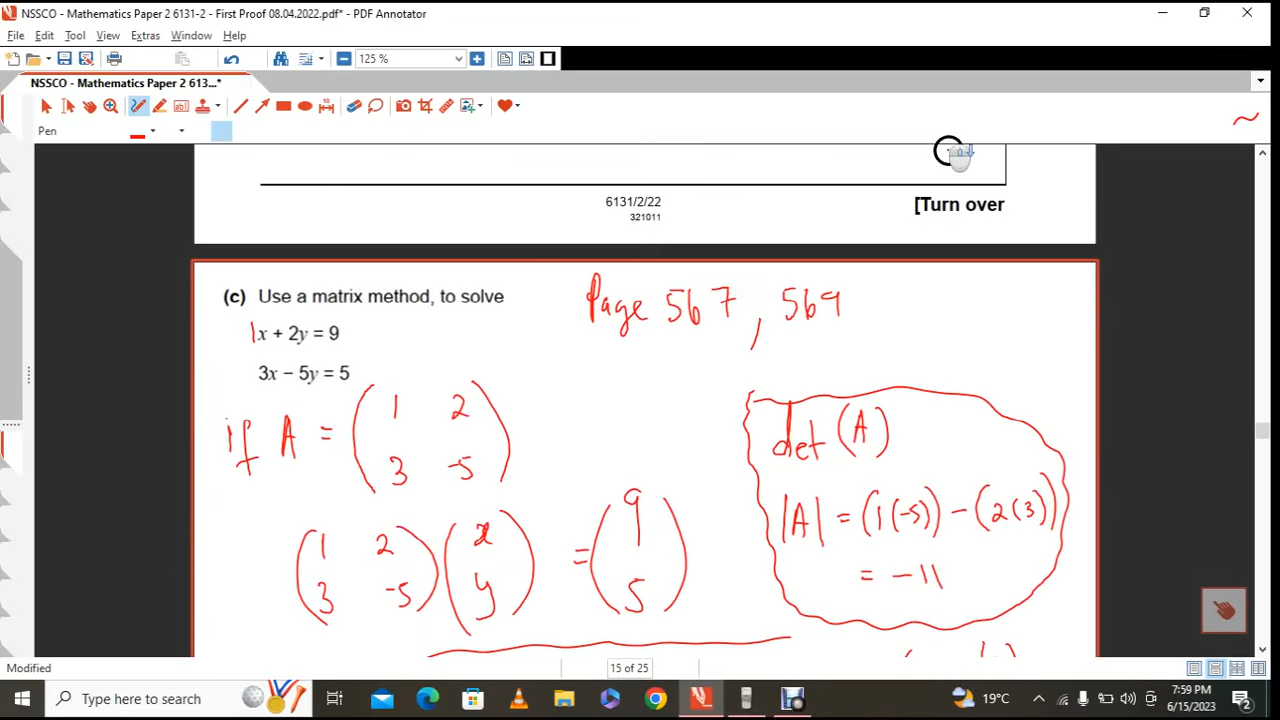 NSSCO - Mathematics Paper 2 6131-2 - First Proof 08.04.2022.pdf* - PDF Annotator
File Edit Tool View Extras Window Help
125 %
NSSCO - Mathematics Paper 2 613...*
Pen
6131/2/22
321011
[Turn over
(c) Use a matrix method, to solve
Page 567, 569
1x + 2y = 9
3x − 5y = 5
if A = ( 1 2
3 -5 )
det (A)
|A| = (1(-5)) - (2(3))
= -11
( 1 2
3 -5 ) ( x
y ) = ( 9
5 )
Modified
15 of 25
Type here to search
19°C
7:59 PM
6/15/2023
2